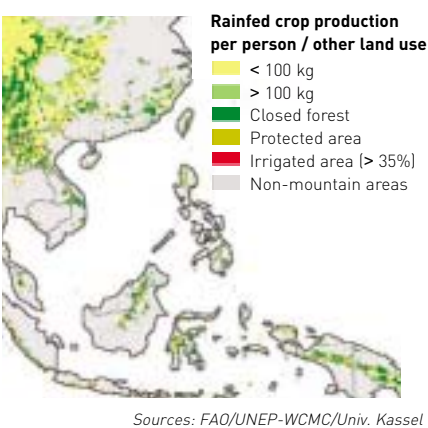 Rainfed crop production
per person / other land use
< 100 kg
> 100 kg
Closed forest
Protected area
Irrigated area (> 35%)
Non-mountain areas
Sources: FAO/UNEP-WCMC/Univ. Kassel